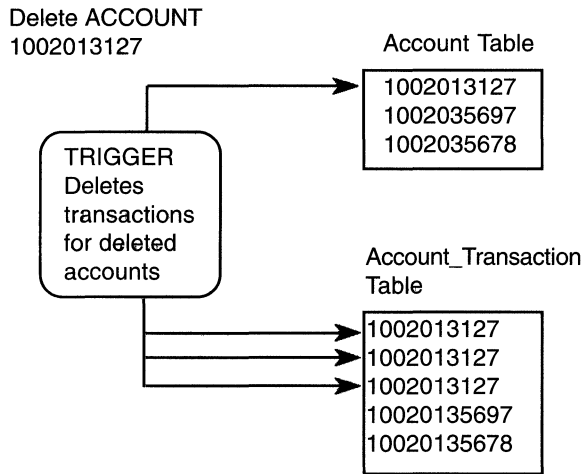 Delete ACCOUNT
1002013127
Account Table
1002013127
1002035697
1002035678
TRIGGER
Deletes
transactions
for deleted
accounts
Account_Transaction
Table
1002013127
1002013127
1002013127
10020135697
10020135678